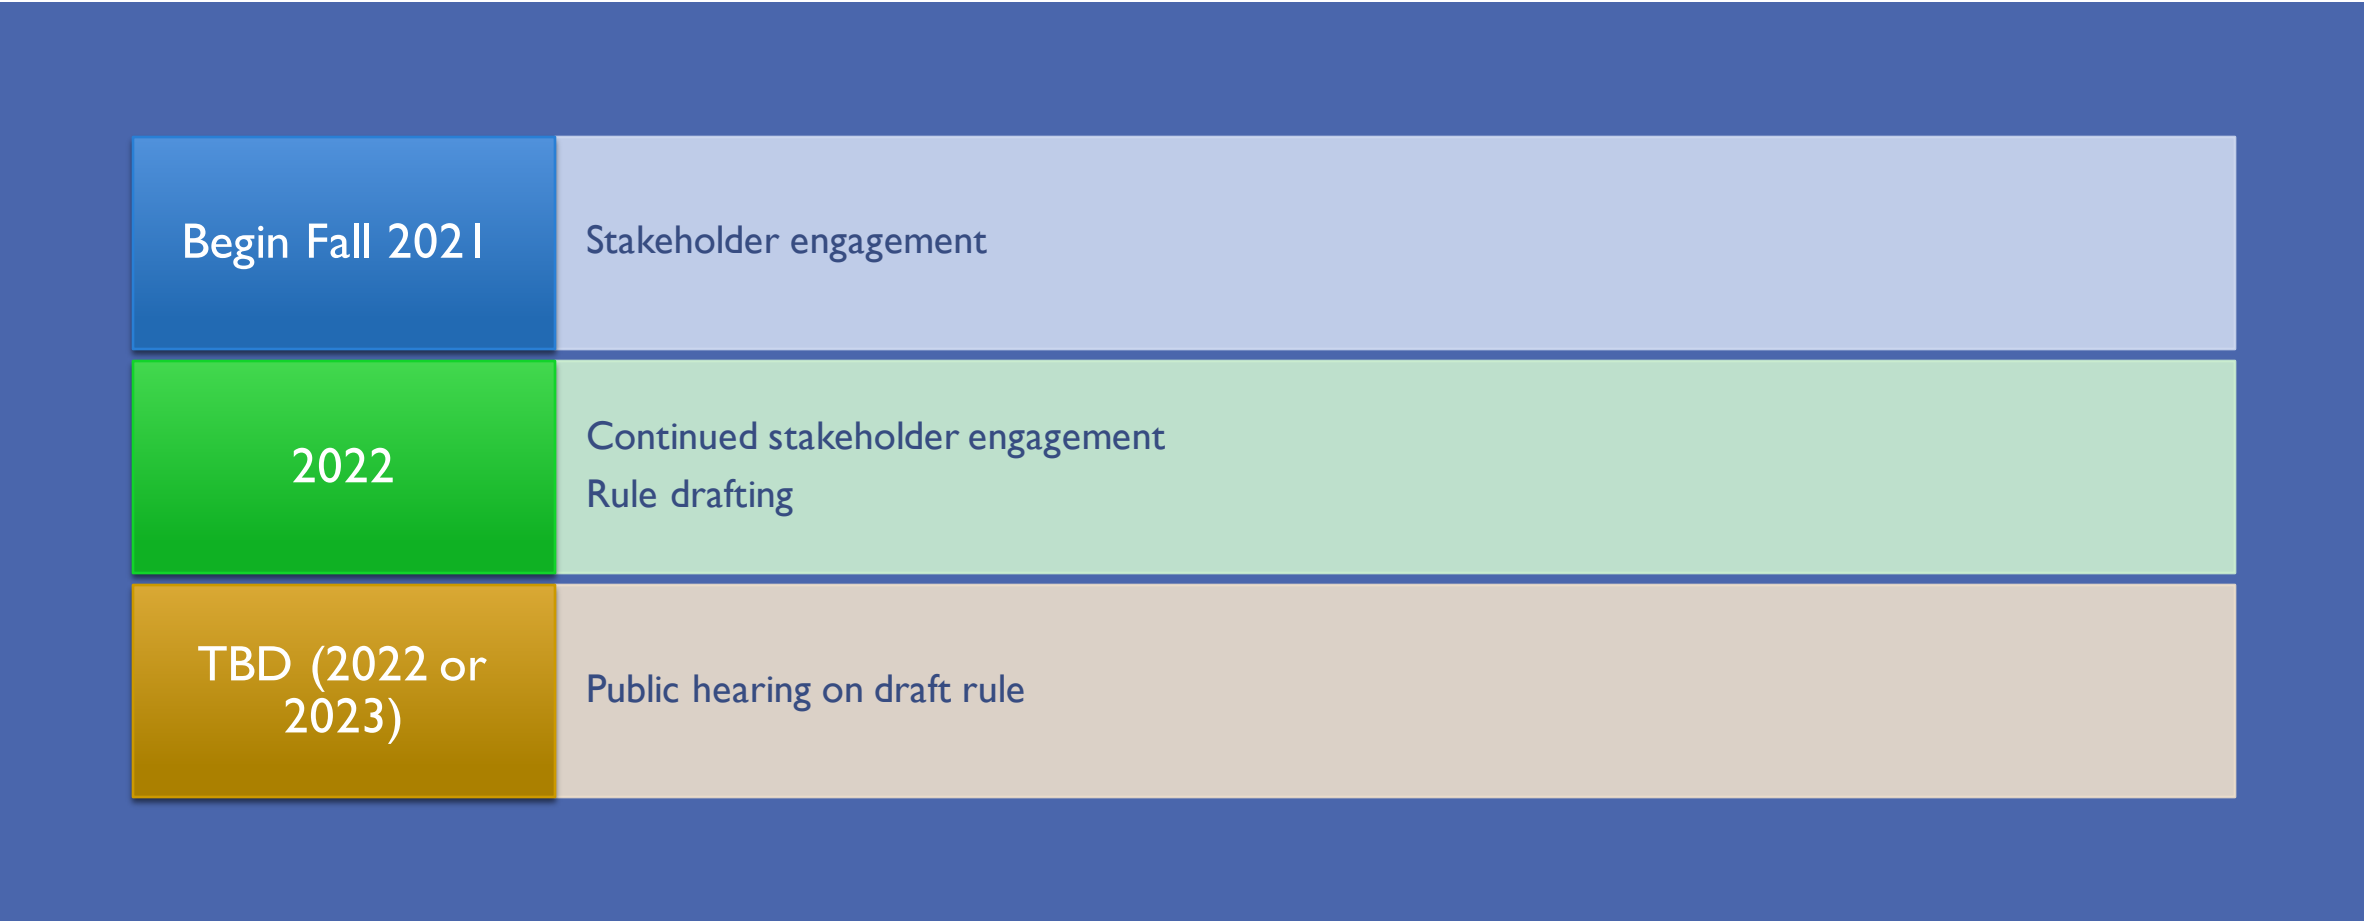 Begin Fall 2021
Stakeholder engagement
2022
Continued stakeholder engagement
Rule drafting
TBD (2022 or
2023)
Public hearing on draft rule